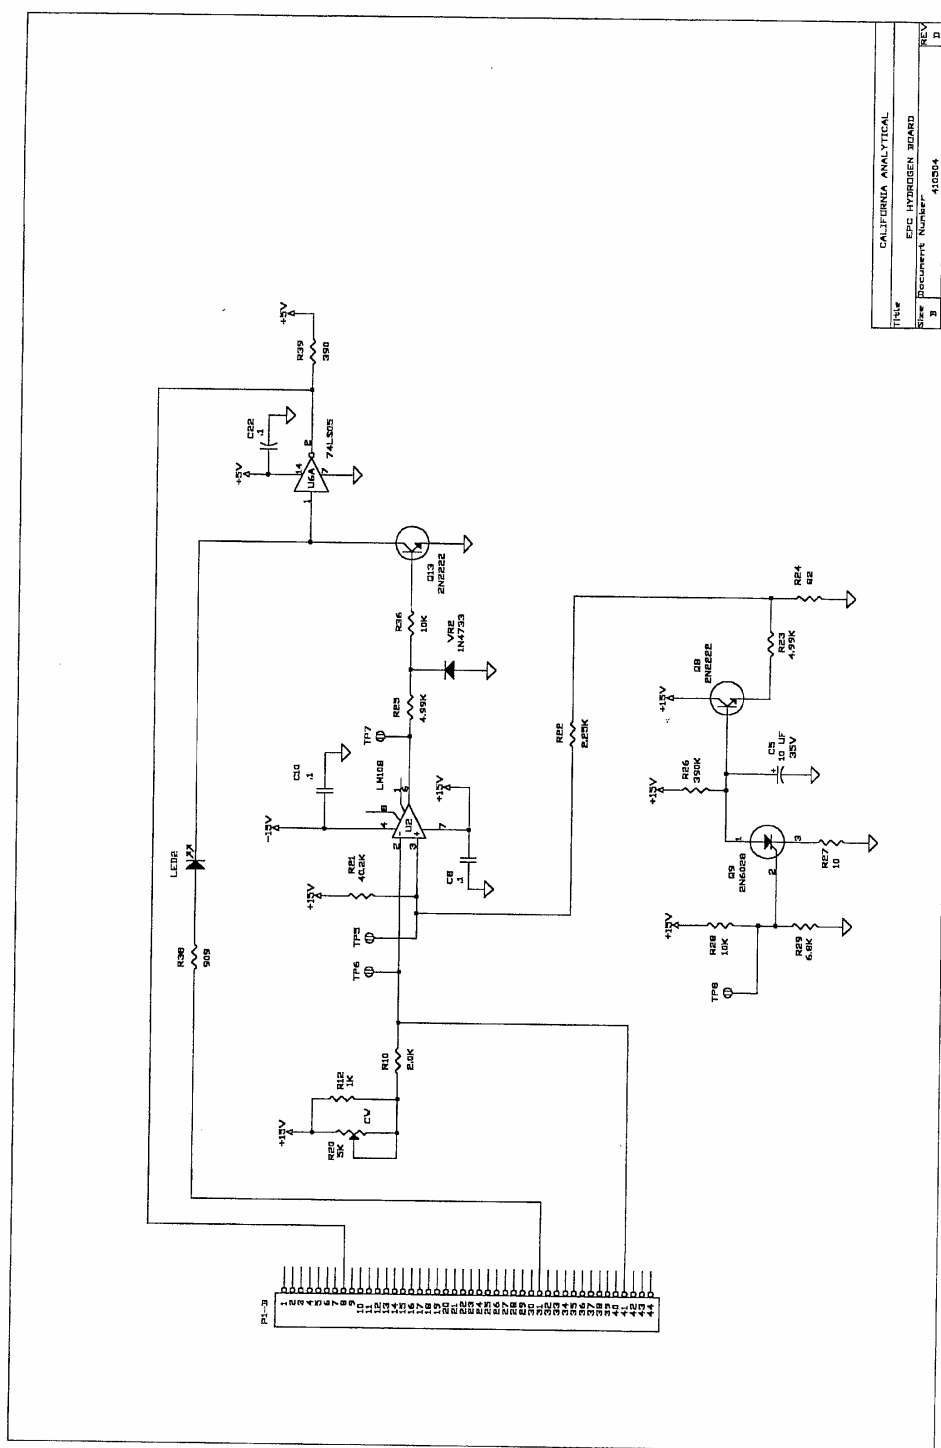 CALIFORNIA ANALYTICAL
Title
EPC HYDROGEN BOARD
Size
Document Number
REV
B
410504
D
P1-B
1
2
3
4
5
6
7
8
9
10
11
12
13
14
15
16
17
18
19
20
21
22
23
24
25
26
27
28
29
30
31
32
33
34
35
36
37
38
39
40
41
42
43
44
R38
909
LED2
+5V
C22
.1
14
1
U6A
2
7
74LS05
R39
390
+5V
+15V
R20
5K
CW
R12
1K
R10
2.0K
TP6
TP5
+15V
R21
40.2K
-15V
C10
.1
2
3
4
8
1
6
7
U2
LM108
C8
.1
+15V
TP7
R25
4.99K
VR2
1N4733
R36
10K
Q13
2N2222
R22
2.25K
TP8
+15V
R28
10K
R29
6.8K
Q9
2N6028
1
2
3
R27
10
+15V
R26
390K
+
C5
10 UF
35V
+15V
Q8
2N2222
R23
4.99K
R24
82